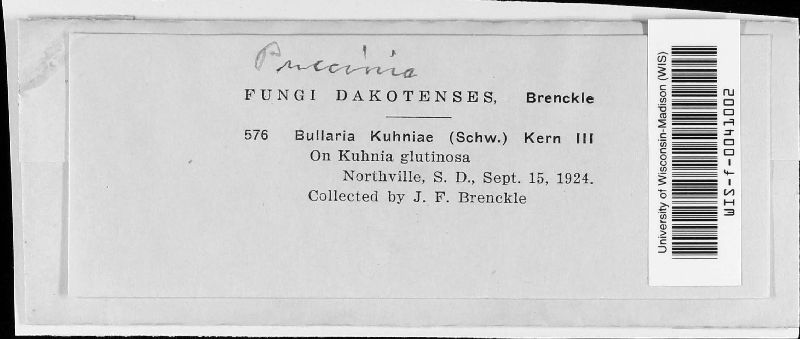 Puccinia
FUNGI DAKOTENSES, Brenckle
576 Bullaria Kuhniae (Schw.) Kern III
On Kuhnia glutinosa
Northville, S. D., Sept. 15, 1924.
Collected by J. F. Brenckle
University of Wisconsin-Madison (WIS)
WIS-f-0041002